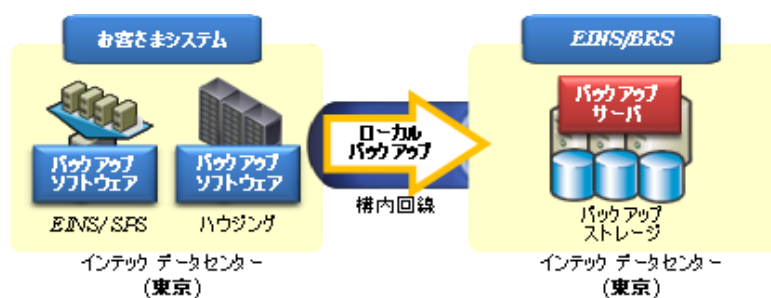 お客さまシステム
EINS/BRS
バックアップ
サーバ
ローカル
バックアップ
バックアップ
ソフトウェア
バックアップ
ソフトウェア
EINS/SPS
ハウジング
構内回線
バックアップ
ストレージ
インテック データセンター
(東京)
インテック データセンター
(東京)